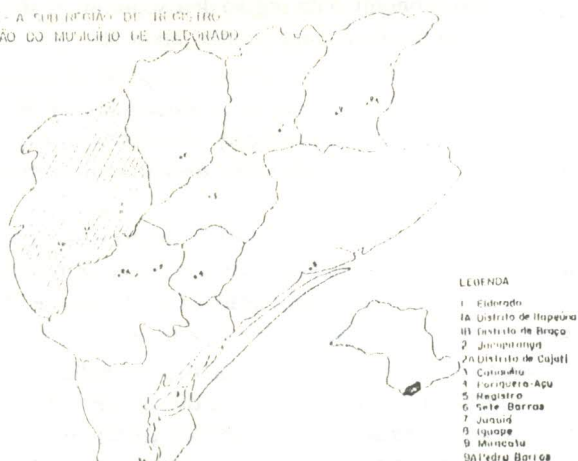 A SUB REGIÃO DE REGISTRO
ÃO DO MUNICÍPIO DE ELDORADO
LEGENDA
1 Eldorado
1A Distrito de Itapeúna
1B Distrito de Braço
2 Jacupiranga
2A Distrito de Cajati
3 Cananéia
4 Pariquera-Açu
5 Registro
6 Sete Barras
7 Juquiá
8 Iguape
9 Miracatu
9A Pedro Barros